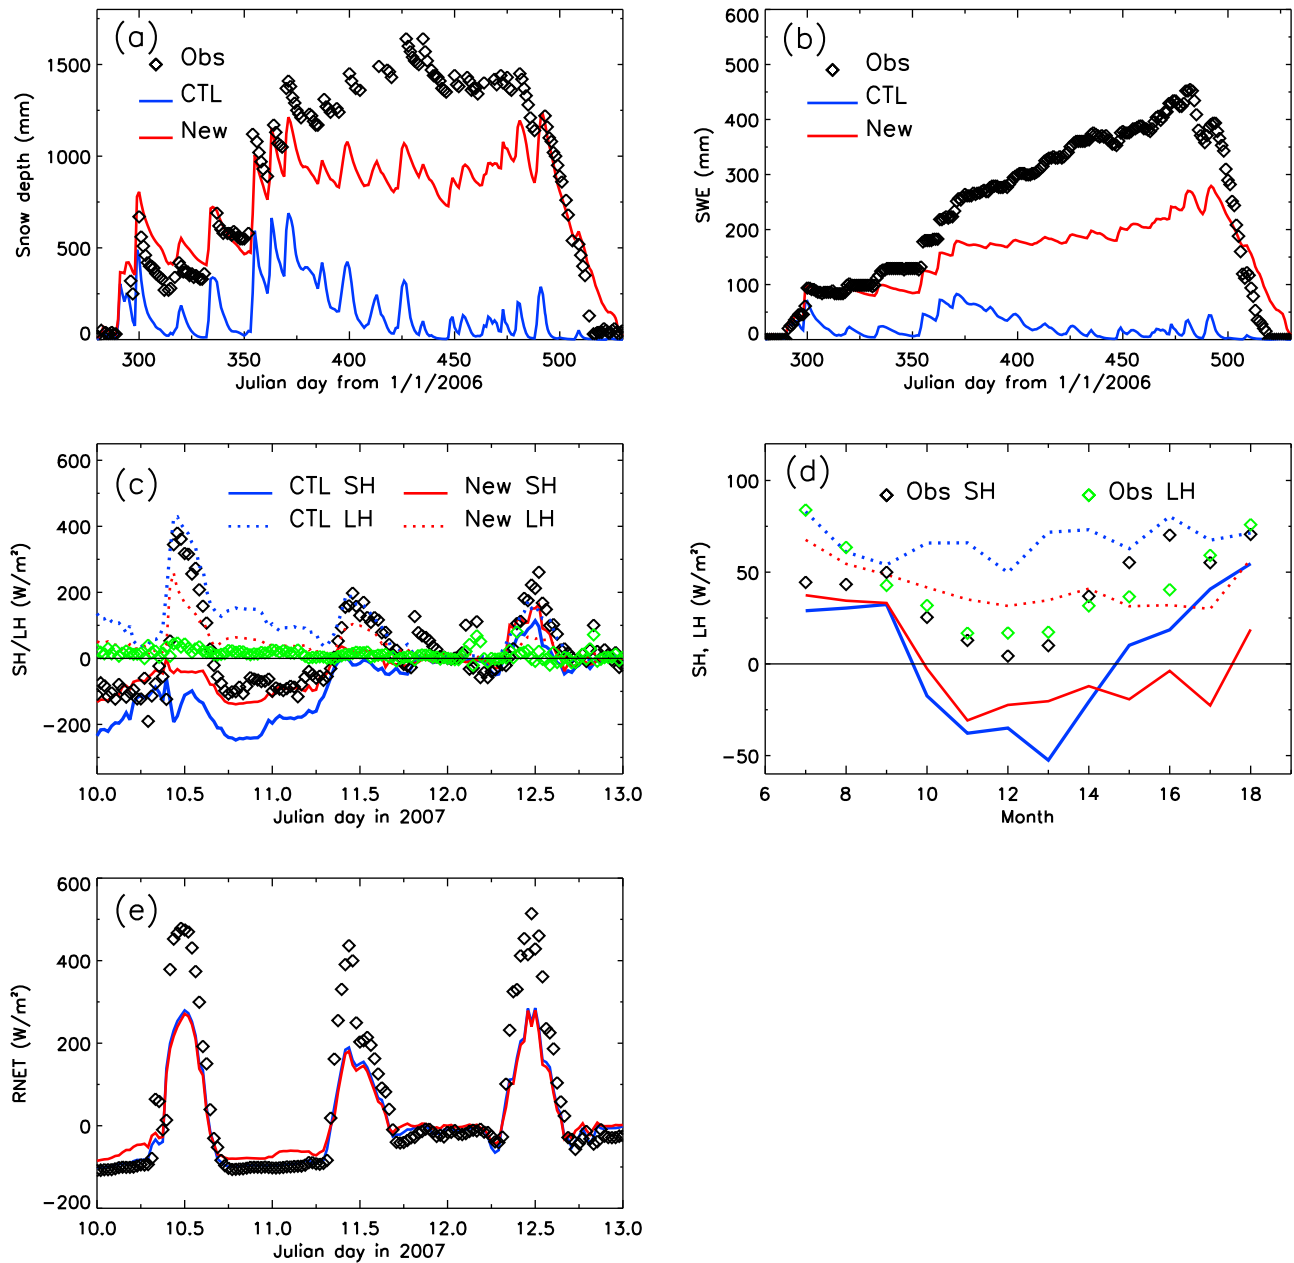 (a)
Obs
CTL
New
Snow depth (mm)
1500
1000
500
0
300 350 400 450 500
Julian day from 1/1/2006
(b)
Obs
CTL
New
SWE (mm)
600
500
400
300
200
100
0
300 350 400 450 500
Julian day from 1/1/2006
(c)
CTL SH New SH
CTL LH New LH
SH/LH (W/m²)
600
400
200
0
−200
10.0 10.5 11.0 11.5 12.0 12.5 13.0
Julian day in 2007
(d)
Obs SH Obs LH
SH, LH (W/m²)
100
50
0
−50
6 8 10 12 14 16 18
Month
(e)
RNET (W/m²)
600
400
200
0
−200
10.0 10.5 11.0 11.5 12.0 12.5 13.0
Julian day in 2007